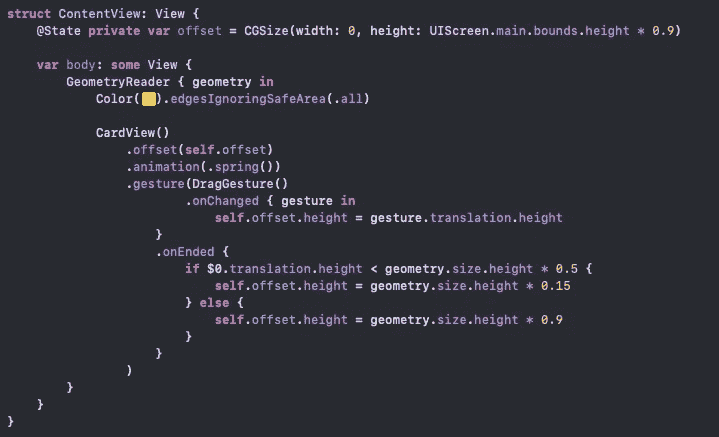 struct ContentView: View {
    @State private var offset = CGSize(width: 0, height: UIScreen.main.bounds.height * 0.9)

    var body: some View {
        GeometryReader { geometry in
            Color().edgesIgnoringSafeArea(.all)

            CardView()
                .offset(self.offset)
                .animation(.spring())
                .gesture(DragGesture()
                        .onChanged { gesture in
                            self.offset.height = gesture.translation.height
                    }
                    .onEnded {
                        if $0.translation.height < geometry.size.height * 0.5 {
                            self.offset.height = geometry.size.height * 0.15
                        } else {
                            self.offset.height = geometry.size.height * 0.9
                        }
                    }
                )
        }
    }
}